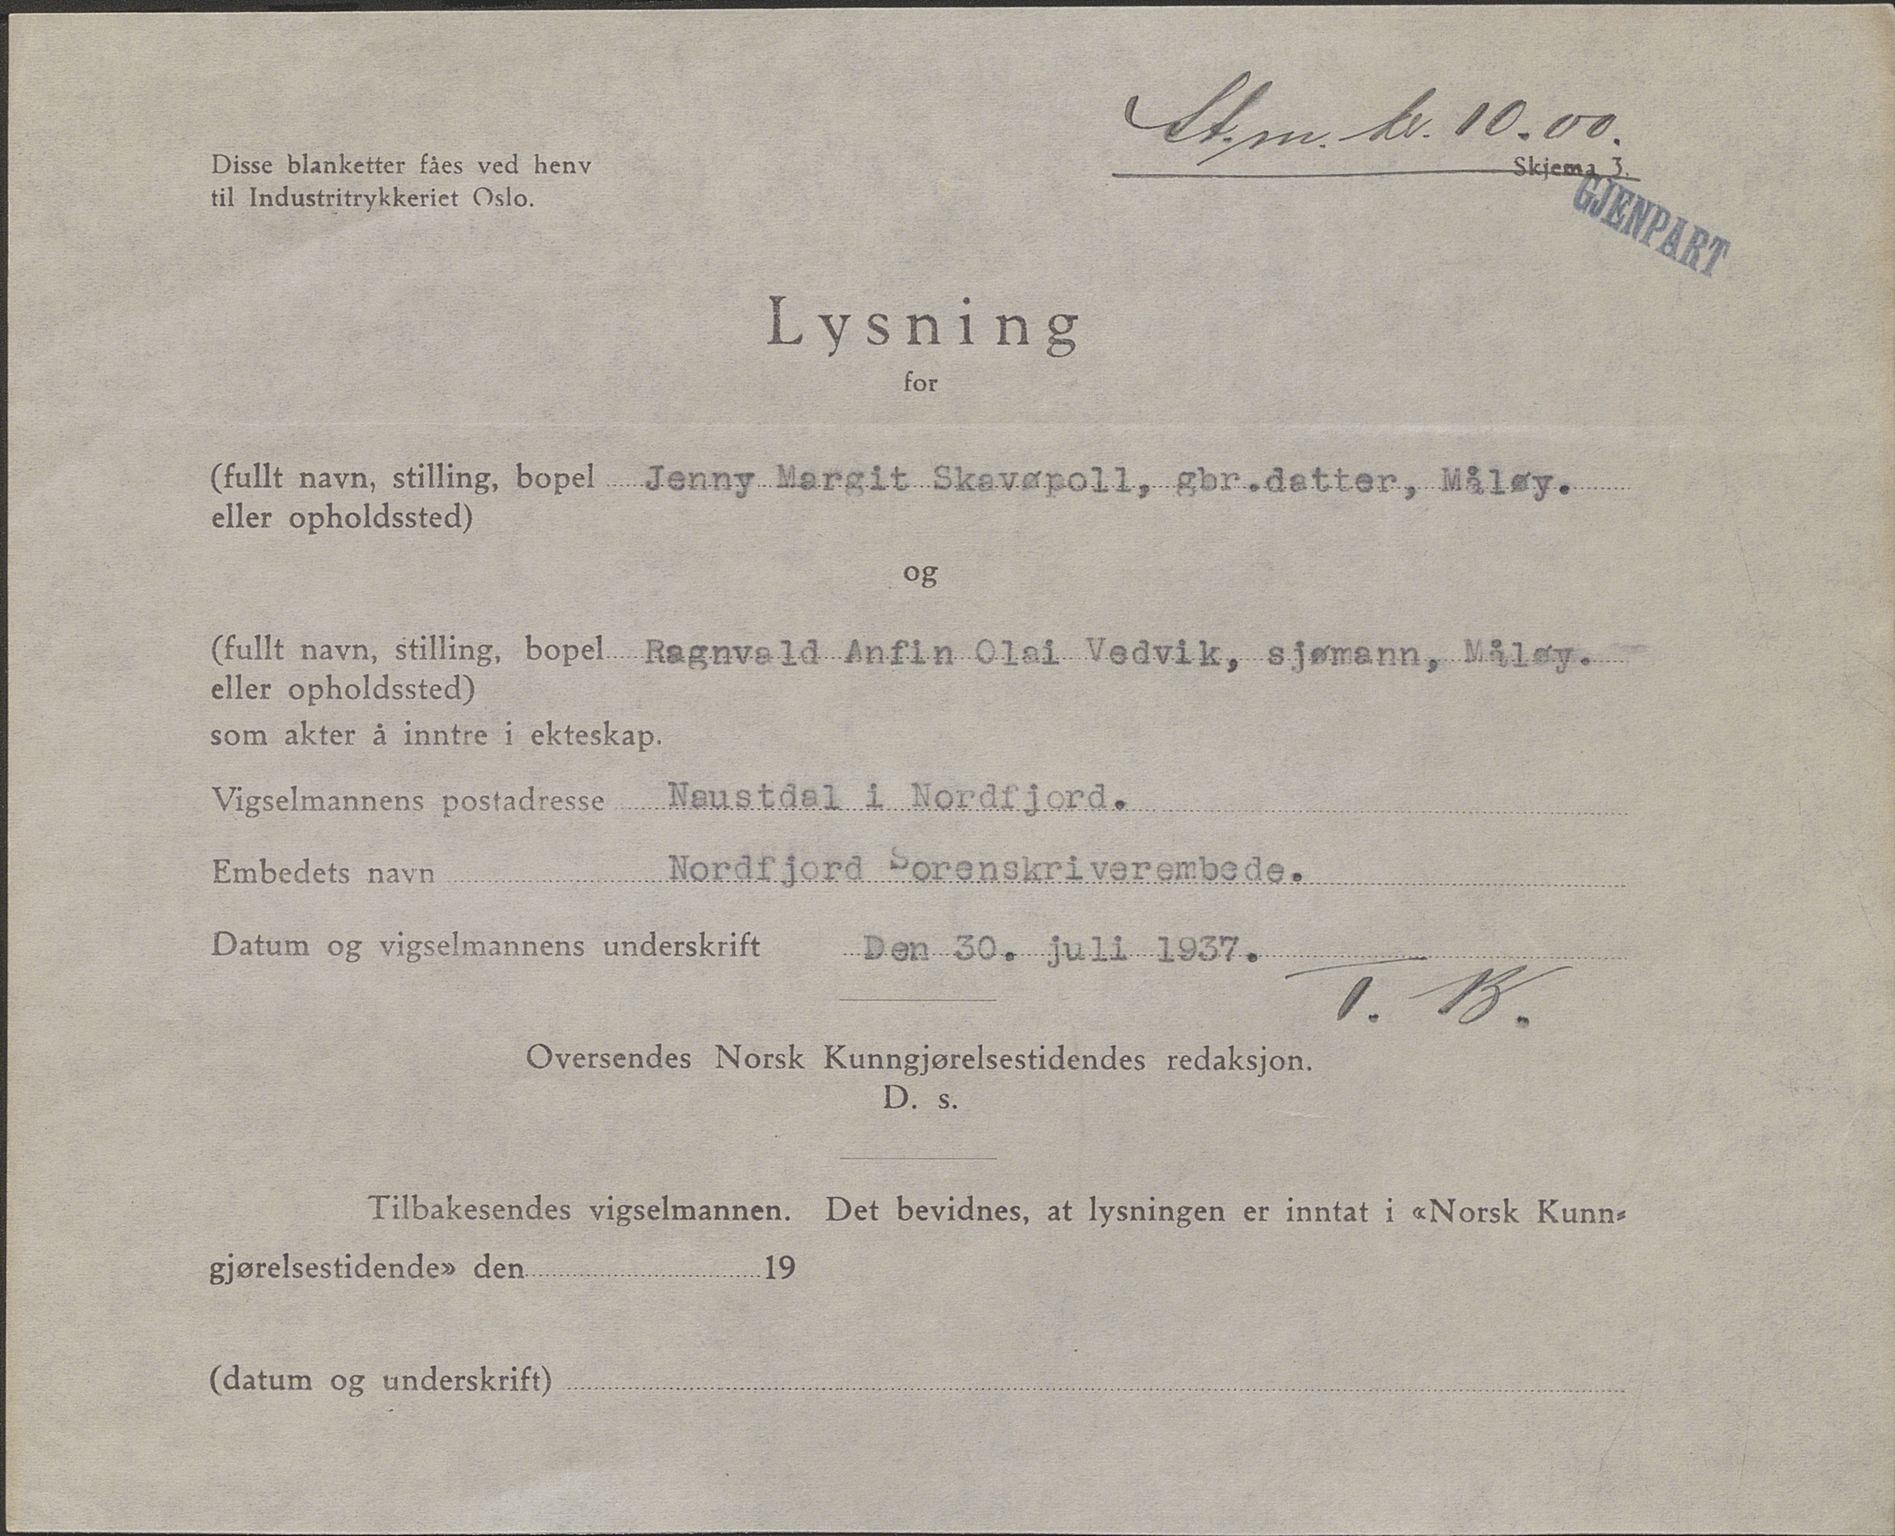 St.m. kr. 10.00.
Disse blanketter fåes ved henv
til Industritrykkeriet Oslo.
Skjema 3.
GJENPART
Lysning
for
(fullt navn, stilling, bopel Jenny Margit Skavøpoll, gbr.datter, Måløy.
eller opholdssted)
og
(fullt navn, stilling, bopel Ragnvald Anfin Olai Vedvik, sjømann, Måløy.
eller opholdssted)
som akter å inntre i ekteskap.
Vigselmannens postadresse Naustdal i Nordfjord.
Embedets navn Nordfjord Sorenskriverembede.
Datum og vigselmannens underskrift Den 30. juli 1937.
T. B.
Oversendes Norsk Kunngjørelsestidendes redaksjon.
D. s.
Tilbakesendes vigselmannen. Det bevidnes, at lysningen er inntat i «Norsk Kunn-
gjørelsestidende» den 19
(datum og underskrift)